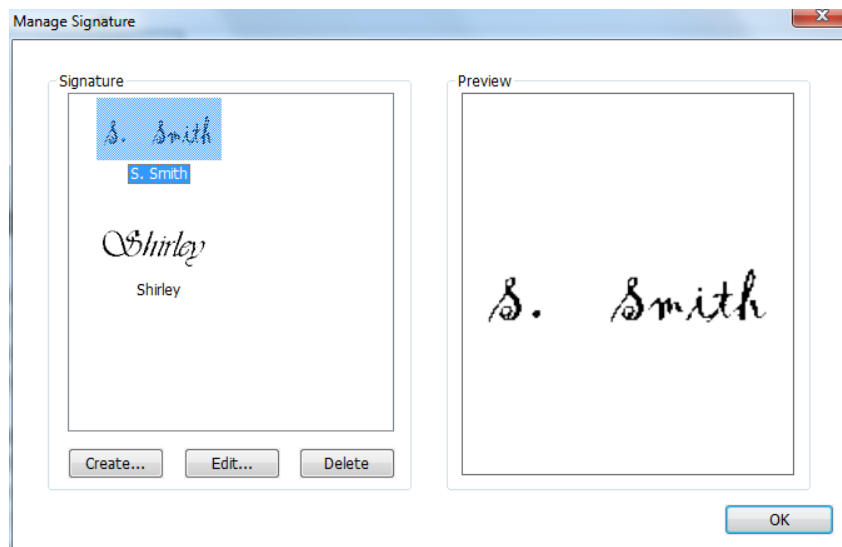 Manage Signature
Signature
Preview
S. Smith
S. Smith
Shirley
Shirley
S. Smith
Create...
Edit...
Delete
OK